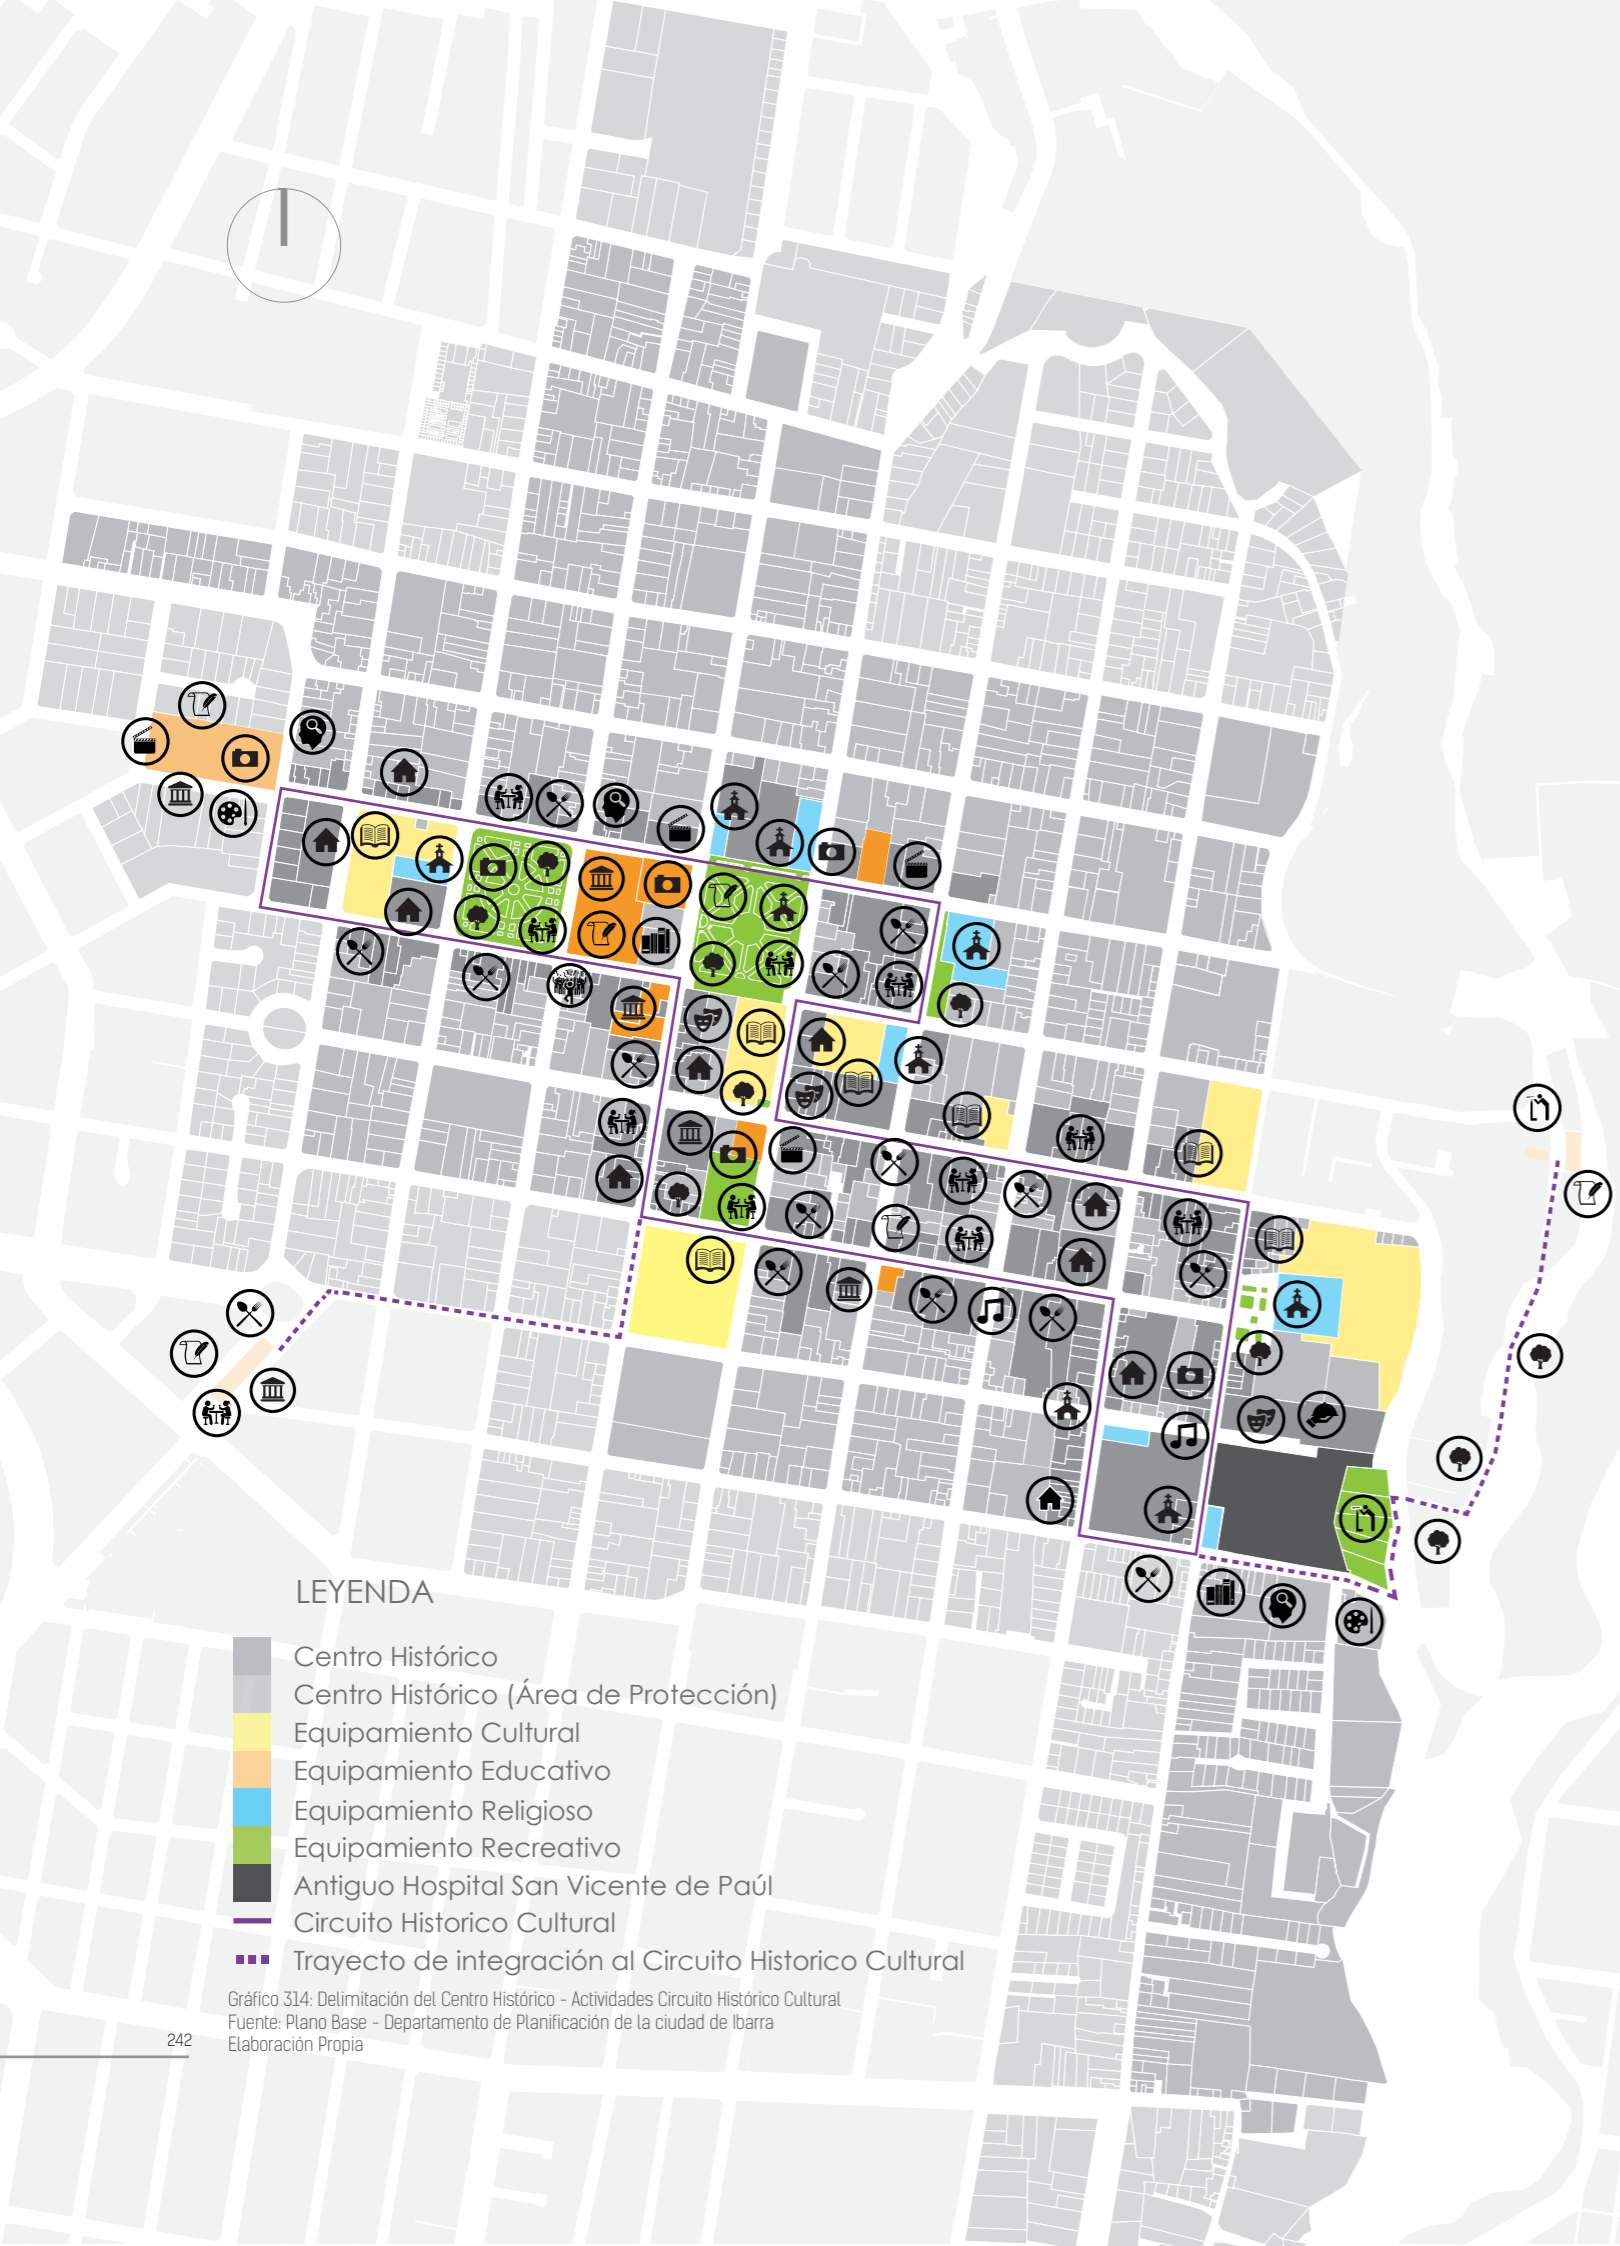 LEYENDA
Centro Histórico
Centro Histórico (Área de Protección)
Equipamiento Cultural
Equipamiento Educativo
Equipamiento Religioso
Equipamiento Recreativo
Antiguo Hospital San Vicente de Paúl
Circuito Historico Cultural
Trayecto de integración al Circuito Historico Cultural
Gráfico 314: Delimitación del Centro Histórico - Actividades Circuito Histórico Cultural
Fuente: Plano Base - Departamento de Planificación de la ciudad de Ibarra
Elaboración Propia
242